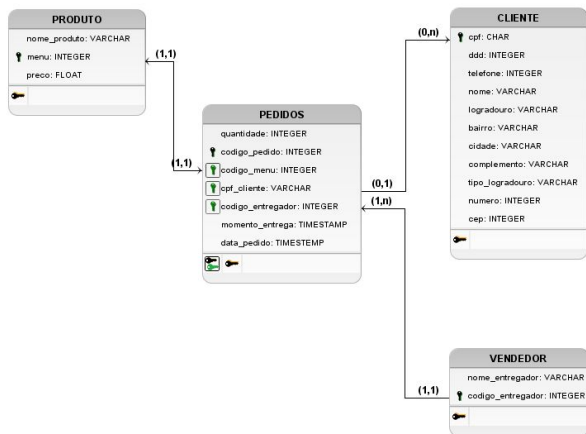 PRODUTO
nome_produto: VARCHAR
menu: INTEGER
preco: FLOAT
(1,1)
(1,1)
PEDIDOS
quantidade: INTEGER
codigo_pedido: INTEGER
codigo_menu: INTEGER
cpf_cliente: VARCHAR
codigo_entregador: INTEGER
momento_entrega: TIMESTAMP
data_pedido: TIMESTEMP
(0,n)
(0,1)
(1,n)
(1,1)
CLIENTE
cpf: CHAR
ddd: INTEGER
telefone: INTEGER
nome: VARCHAR
logradouro: VARCHAR
bairro: VARCHAR
cidade: VARCHAR
complemento: VARCHAR
tipo_logradouro: VARCHAR
numero: INTEGER
cep: INTEGER
VENDEDOR
nome_entregador: VARCHAR
codigo_entregador: INTEGER